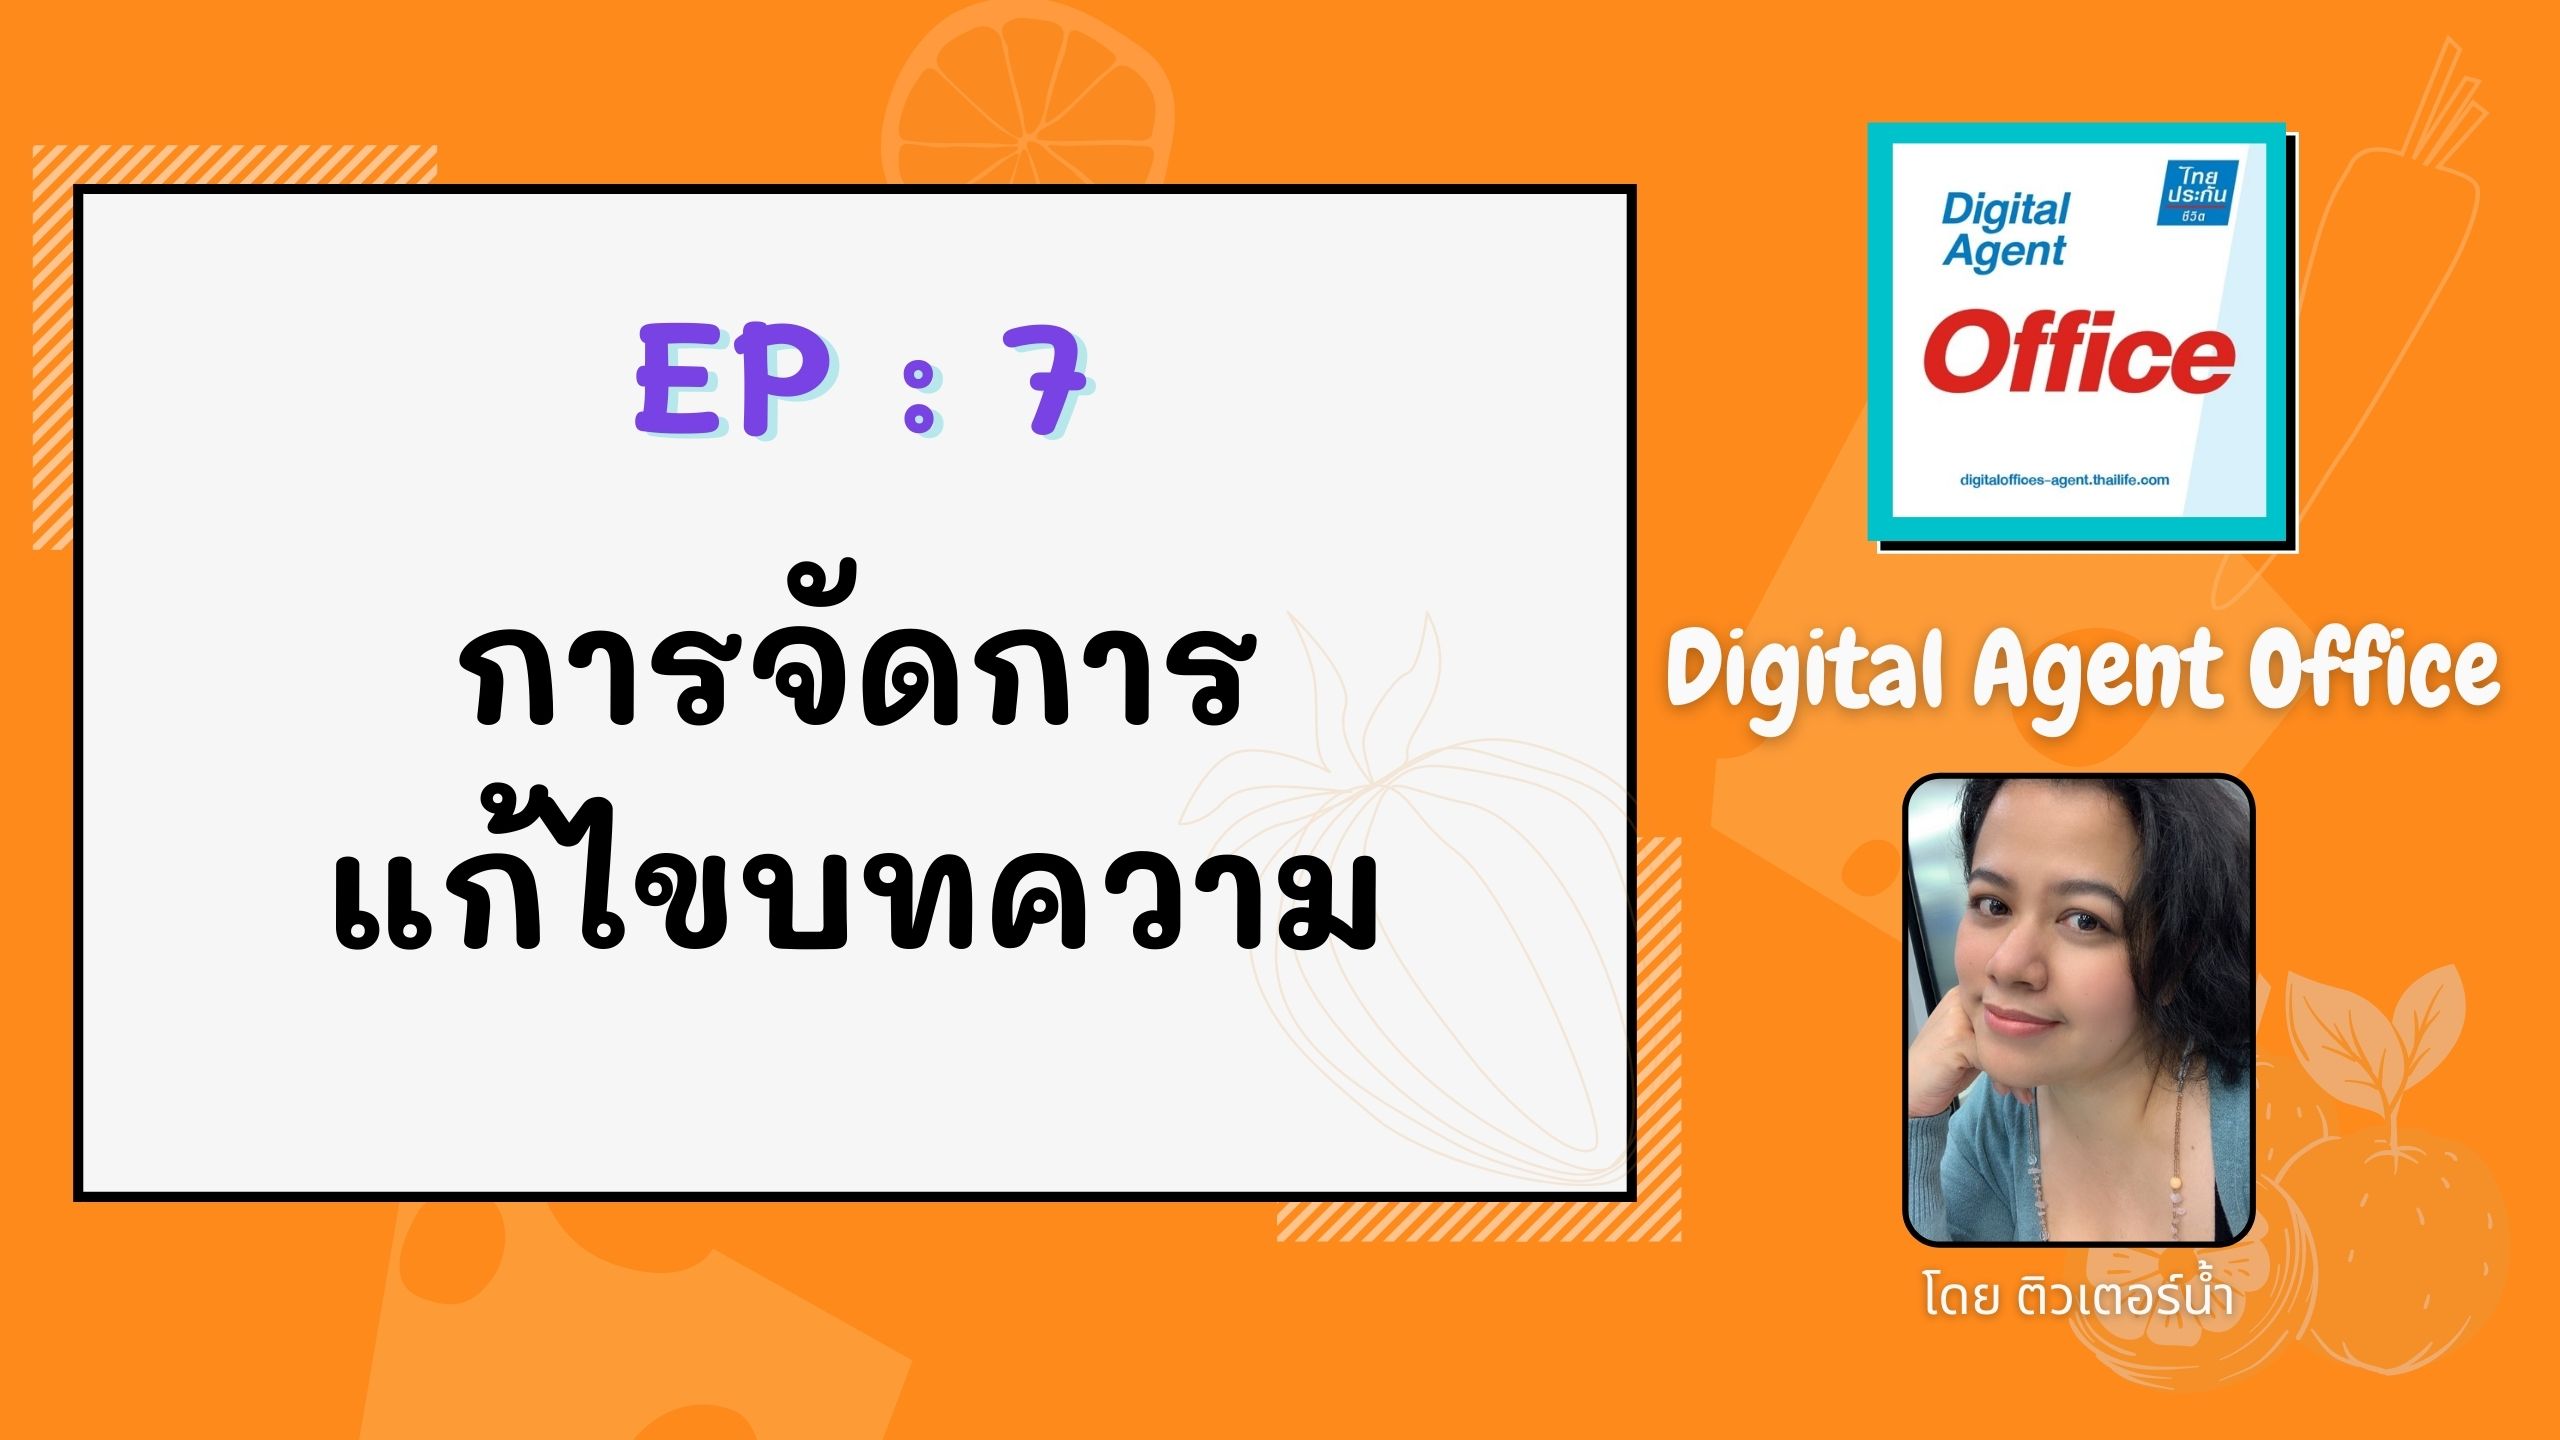 EP : 7
การจัดการ
แก้ไขบทความ
Digital
Agent
Office
ไทย
ประกัน
ชีวิต
digitaloffices-agent.thailife.com
Digital Agent Office
โดย ติวเตอร์น้ำ